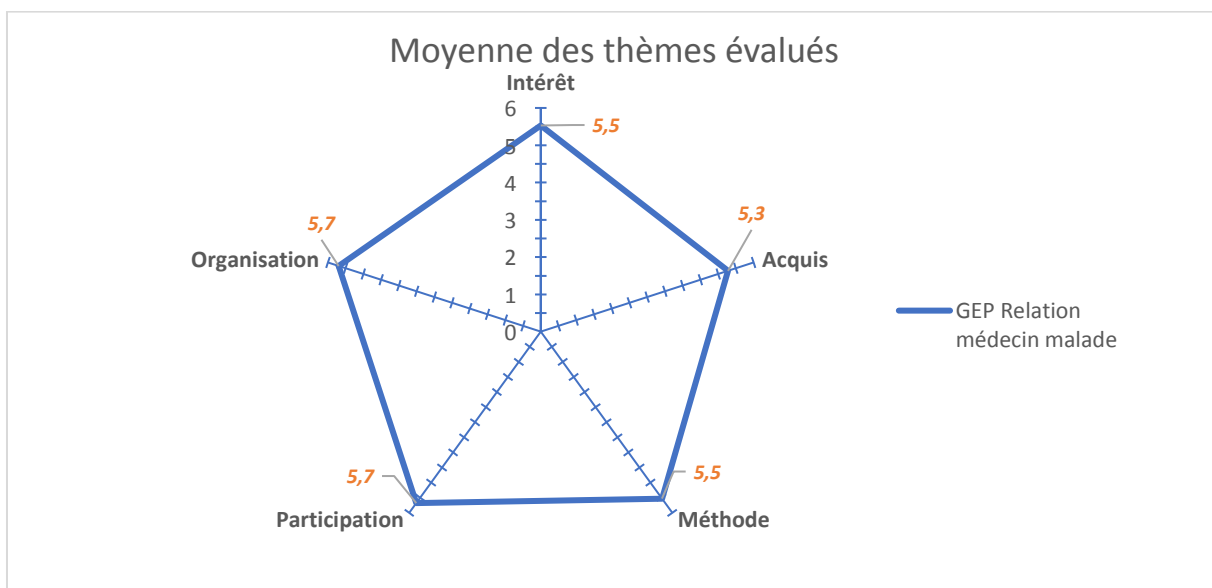 Moyenne des thèmes évalués
Intérêt
6
5,5
5
4
3
2
1
0
5,3
Acquis
5,7
Organisation
GEP Relation
médecin malade
5,7
Participation
5,5
Méthode